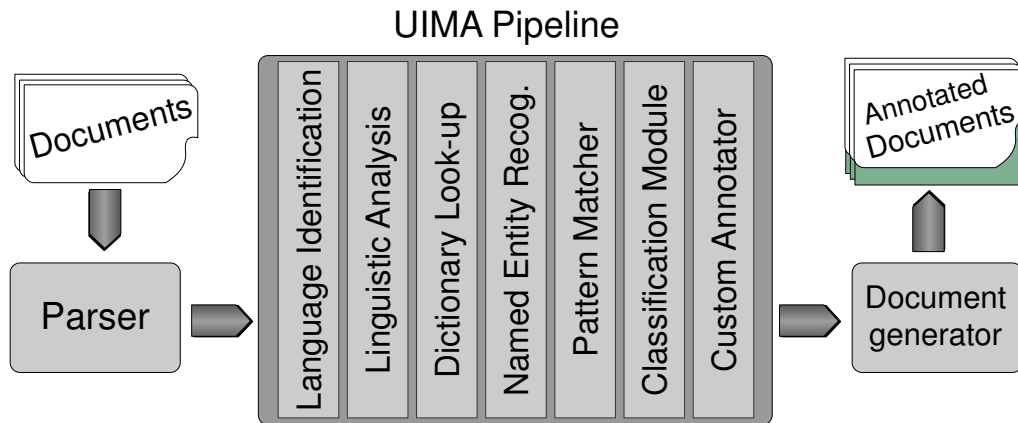 UIMA Pipeline
Documents
Parser
Language Identification
Linguistic Analysis
Dictionary Look-up
Named Entity Recog.
Pattern Matcher
Classification Module
Custom Annotator
Annotated
Documents
Document
generator